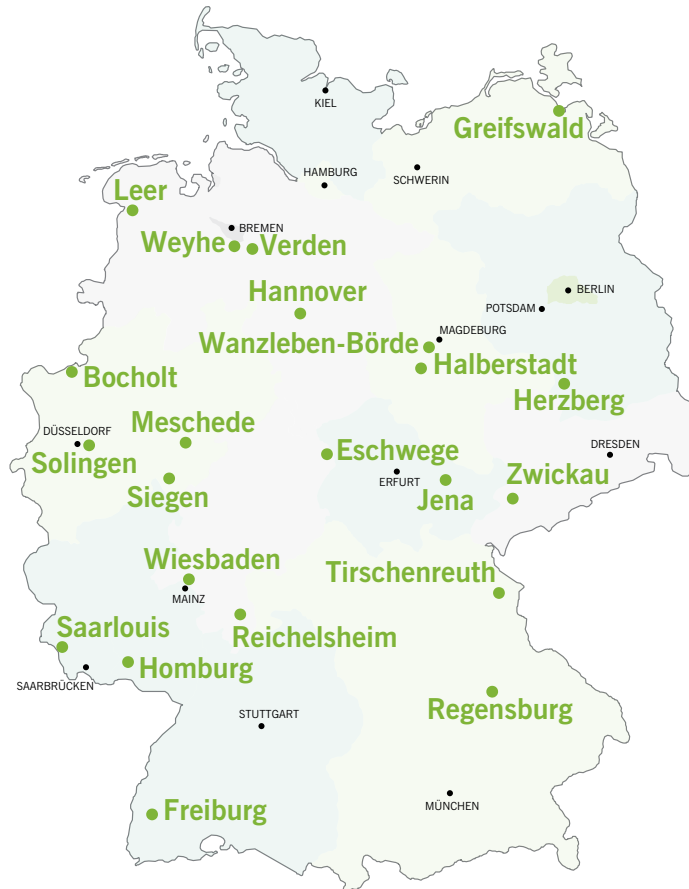 KIEL
Greifswald
HAMBURG
SCHWERIN
Leer
BREMEN
Weyhe
Verden
Hannover
BERLIN
POTSDAM
MAGDEBURG
Wanzleben-Börde
Halberstadt
Bocholt
Herzberg
Meschede
DÜSSELDORF
Solingen
Eschwege
DRESDEN
Zwickau
ERFURT
Siegen
Jena
Wiesbaden
Tirschenreuth
MAINZ
Saarlouis
Reichelsheim
Homburg
SAARBRÜCKEN
Regensburg
STUTTGART
MÜNCHEN
Freiburg